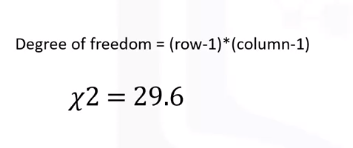 Degree of freedom = (row-1)*(column-1)
χ2 = 29.6